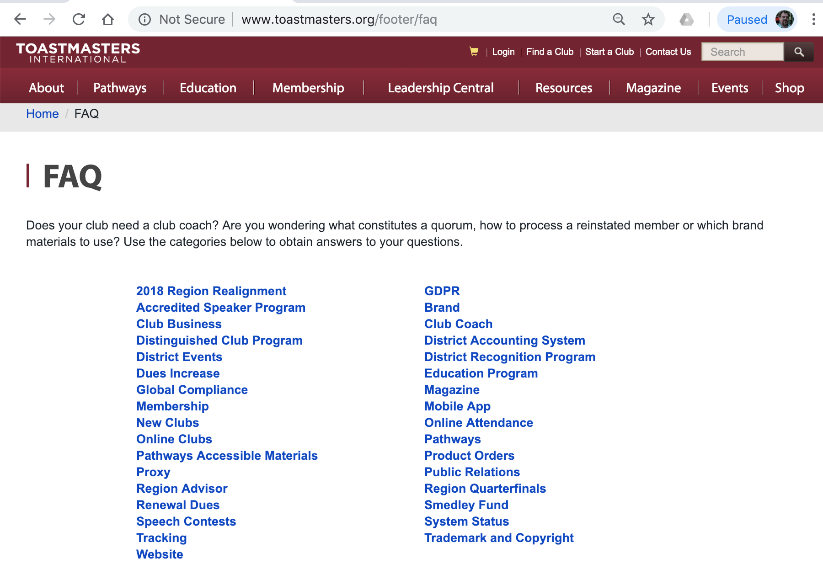 Not Secure www.toastmasters.org/footer/faq Paused
TOASTMASTERS
INTERNATIONAL
Login | Find a Club | Start a Club | Contact Us Search
About Pathways Education Membership Leadership Central Resources Magazine Events Shop
Home / FAQ
FAQ
Does your club need a club coach? Are you wondering what constitutes a quorum, how to process a reinstated member or which brand
materials to use? Use the categories below to obtain answers to your questions.
2018 Region Realignment
Accredited Speaker Program
Club Business
Distinguished Club Program
District Events
Dues Increase
Global Compliance
Membership
New Clubs
Online Clubs
Pathways Accessible Materials
Proxy
Region Advisor
Renewal Dues
Speech Contests
Tracking
Website
GDPR
Brand
Club Coach
District Accounting System
District Recognition Program
Education Program
Magazine
Mobile App
Online Attendance
Pathways
Product Orders
Public Relations
Region Quarterfinals
Smedley Fund
System Status
Trademark and Copyright